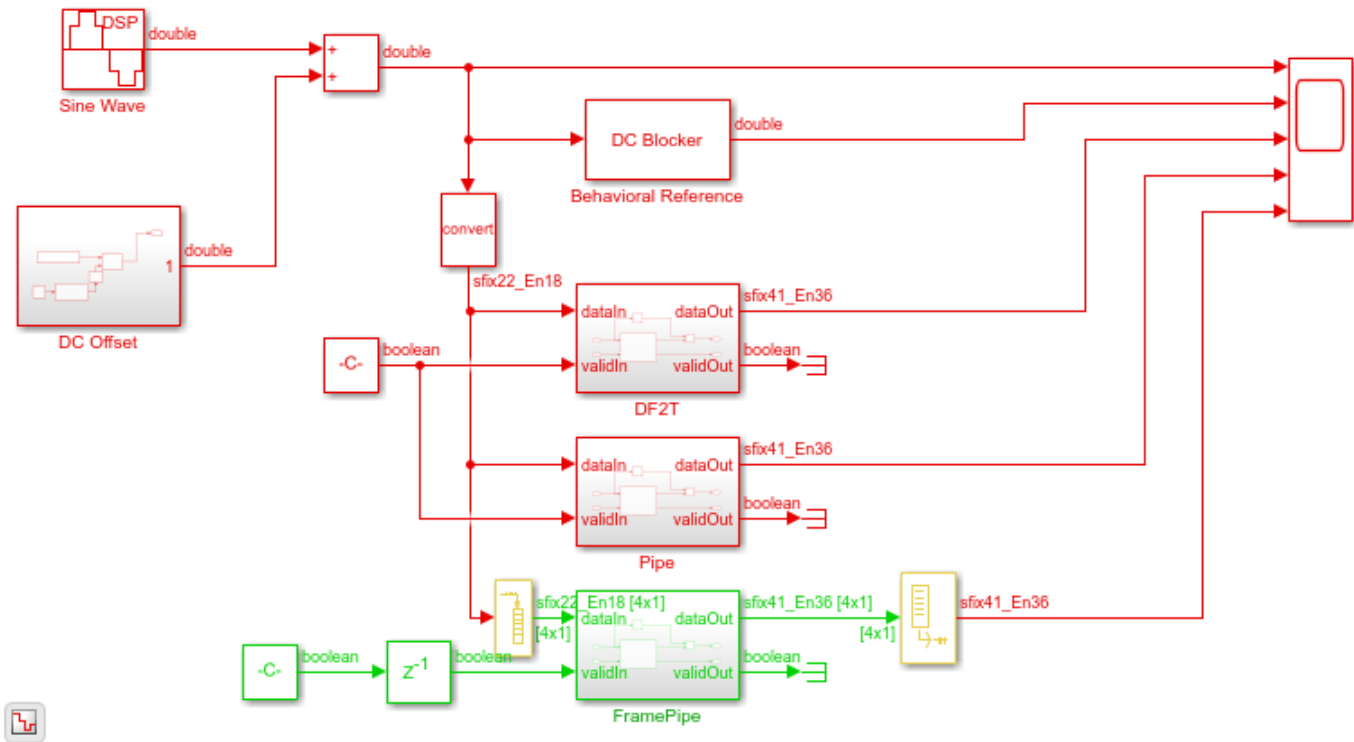 DSP
double
+
+
double
Sine Wave
DC Blocker
double
Behavioral Reference
convert
double
1
DC Offset
sfix22_En18
dataIn
dataOut
sfix41_En36
-C-
boolean
validIn
validOut
boolean
DF2T
dataIn
dataOut
sfix41_En36
validIn
validOut
boolean
Pipe
sfix22_En18 [4x1]
dataIn
dataOut
sfix41_En36 [4x1]
sfix41_En36
[4x1]
[4x1]
-C-
boolean
z-1
boolean
validIn
validOut
boolean
FramePipe